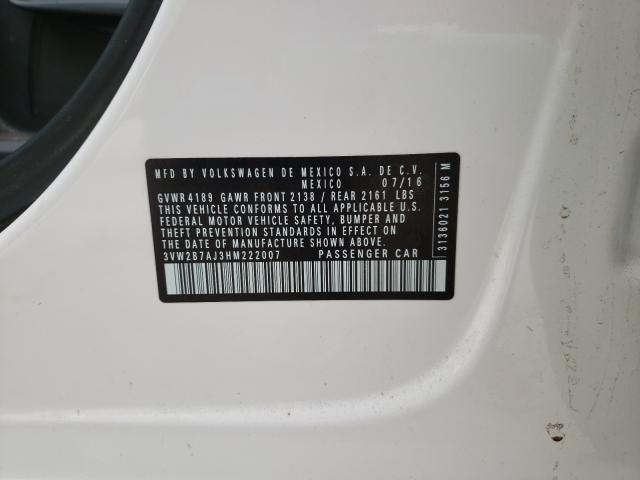 MFD BY VOLKSWAGEN DE MEXICO S.A. DE C.V.
MEXICO 07/16
GVWR 4189 GAWR FRONT 2138 / REAR 2161 LBS
THIS VEHICLE CONFORMS TO ALL APPLICABLE U.S.
FEDERAL MOTOR VEHICLE SAFETY, BUMPER AND
THEFT PREVENTION STANDARDS IN EFFECT ON THE
DATE OF MANUFACTURE SHOWN ABOVE.
3VW2B7AJ3HM222007 PASSENGER CAR
3136021 3156 M